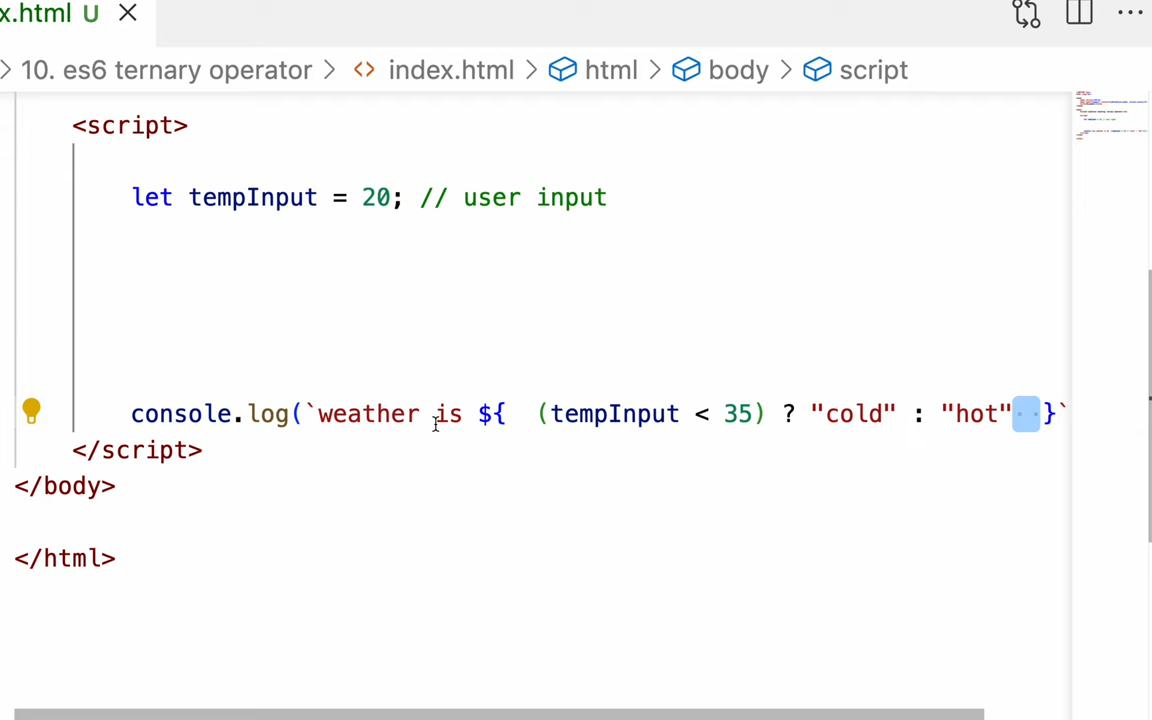 x.html U
10. es6 ternary operator > <> index.html > html > body > script
<script>
let tempInput = 20; // user input
console.log(`weather is ${  (tempInput < 35) ? "cold" : "hot"  }`
</script>
</body>
</html>